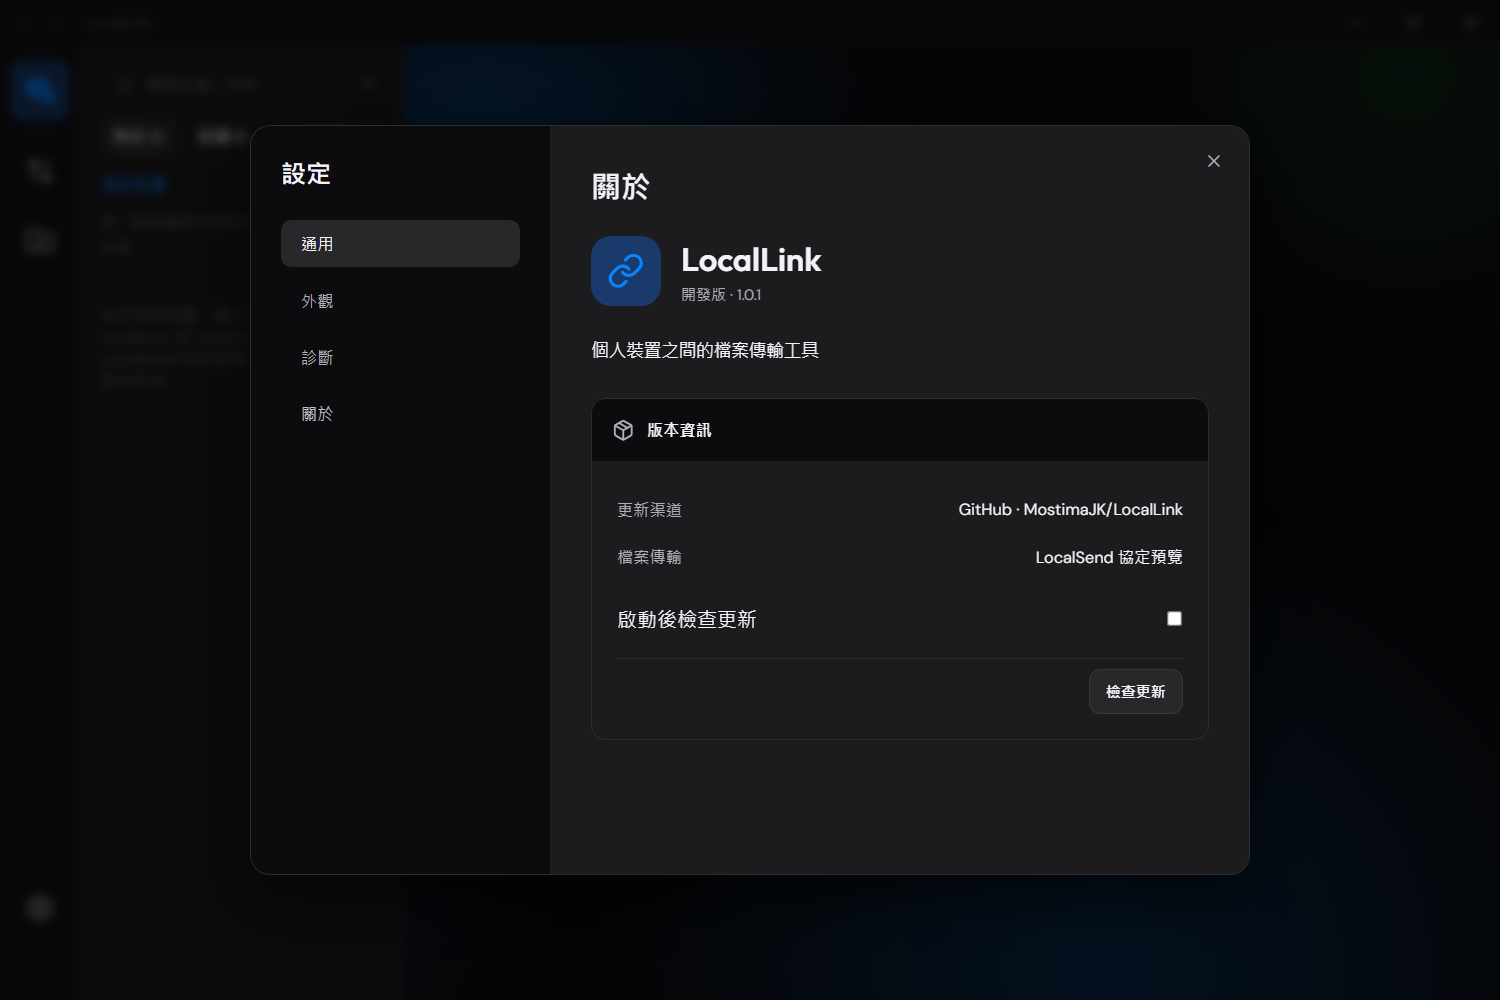 設定
通用
外觀
診斷
關於
關於
LocalLink
開發版 · 1.0.1
個人裝置之間的檔案傳輸工具
版本資訊
更新渠道
GitHub · MostimaJK/LocalLink
檔案傳輸
LocalSend 協定預覽
啟動後檢查更新
檢查更新